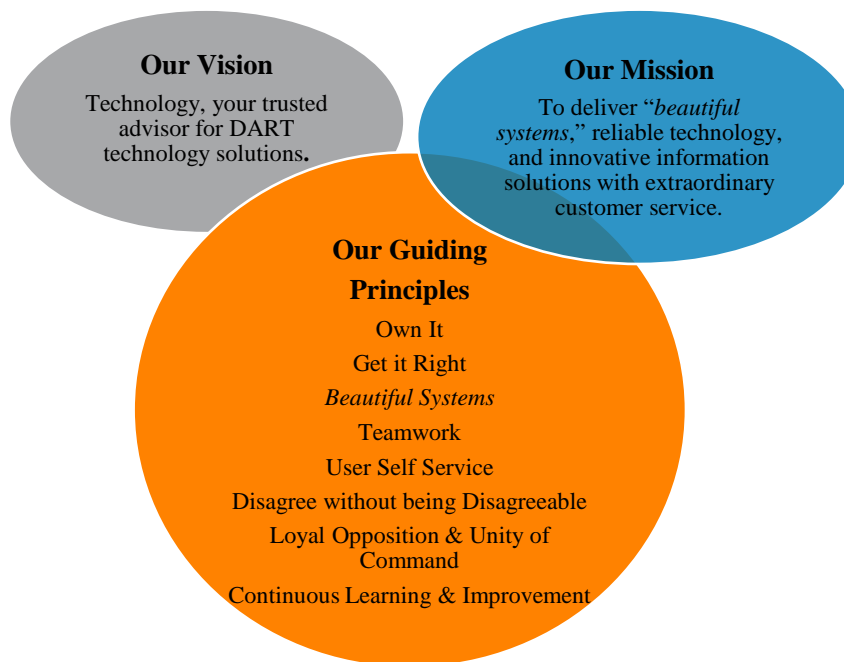 Our Vision
Technology, your trusted
advisor for DART
technology solutions.
Our Mission
To deliver “beautiful
systems,” reliable technology,
and innovative information
solutions with extraordinary
customer service.
Our Guiding
Principles
Own It
Get it Right
Beautiful Systems
Teamwork
User Self Service
Disagree without being Disagreeable
Loyal Opposition & Unity of
Command
Continuous Learning & Improvement